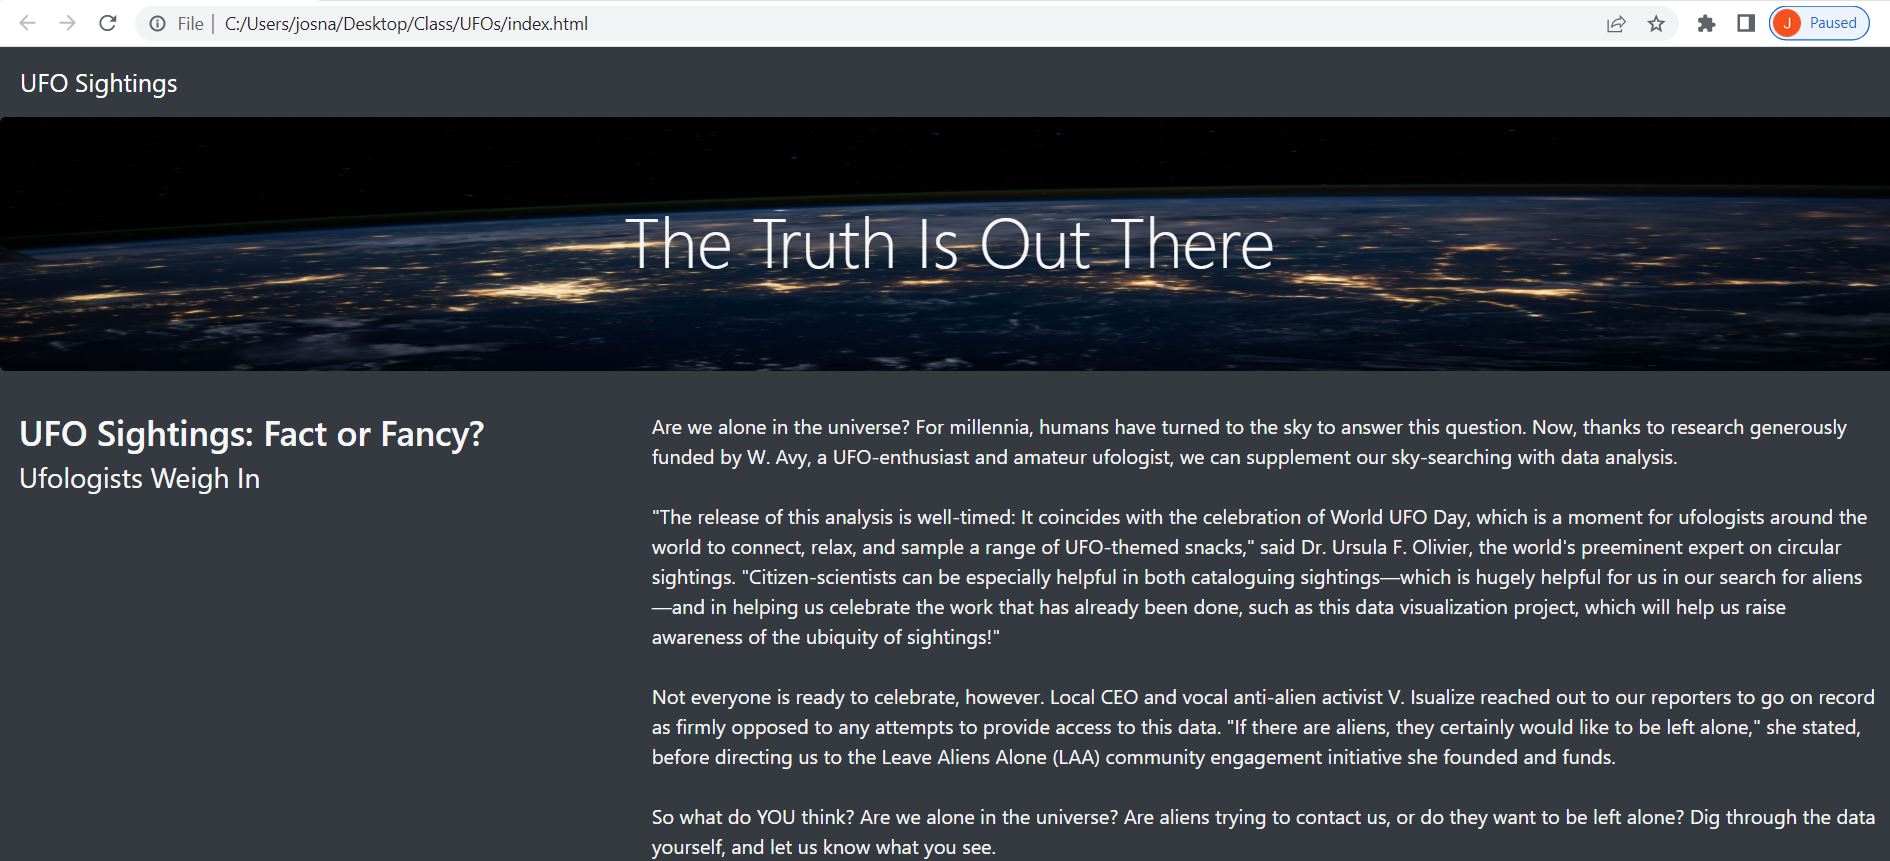 File | C:/Users/josna/Desktop/Class/UFOs/index.html
J Paused
UFO Sightings
The Truth Is Out There
UFO Sightings: Fact or Fancy?
Ufologists Weigh In
Are we alone in the universe? For millennia, humans have turned to the sky to answer this question. Now, thanks to research generously
funded by W. Avy, a UFO-enthusiast and amateur ufologist, we can supplement our sky-searching with data analysis.
"The release of this analysis is well-timed: It coincides with the celebration of World UFO Day, which is a moment for ufologists around the
world to connect, relax, and sample a range of UFO-themed snacks," said Dr. Ursula F. Olivier, the world's preeminent expert on circular
sightings. "Citizen-scientists can be especially helpful in both cataloguing sightings—which is hugely helpful for us in our search for aliens
—and in helping us celebrate the work that has already been done, such as this data visualization project, which will help us raise
awareness of the ubiquity of sightings!"
Not everyone is ready to celebrate, however. Local CEO and vocal anti-alien activist V. Isualize reached out to our reporters to go on record
as firmly opposed to any attempts to provide access to this data. "If there are aliens, they certainly would like to be left alone," she stated,
before directing us to the Leave Aliens Alone (LAA) community engagement initiative she founded and funds.
So what do YOU think? Are we alone in the universe? Are aliens trying to contact us, or do they want to be left alone? Dig through the data
yourself, and let us know what you see.